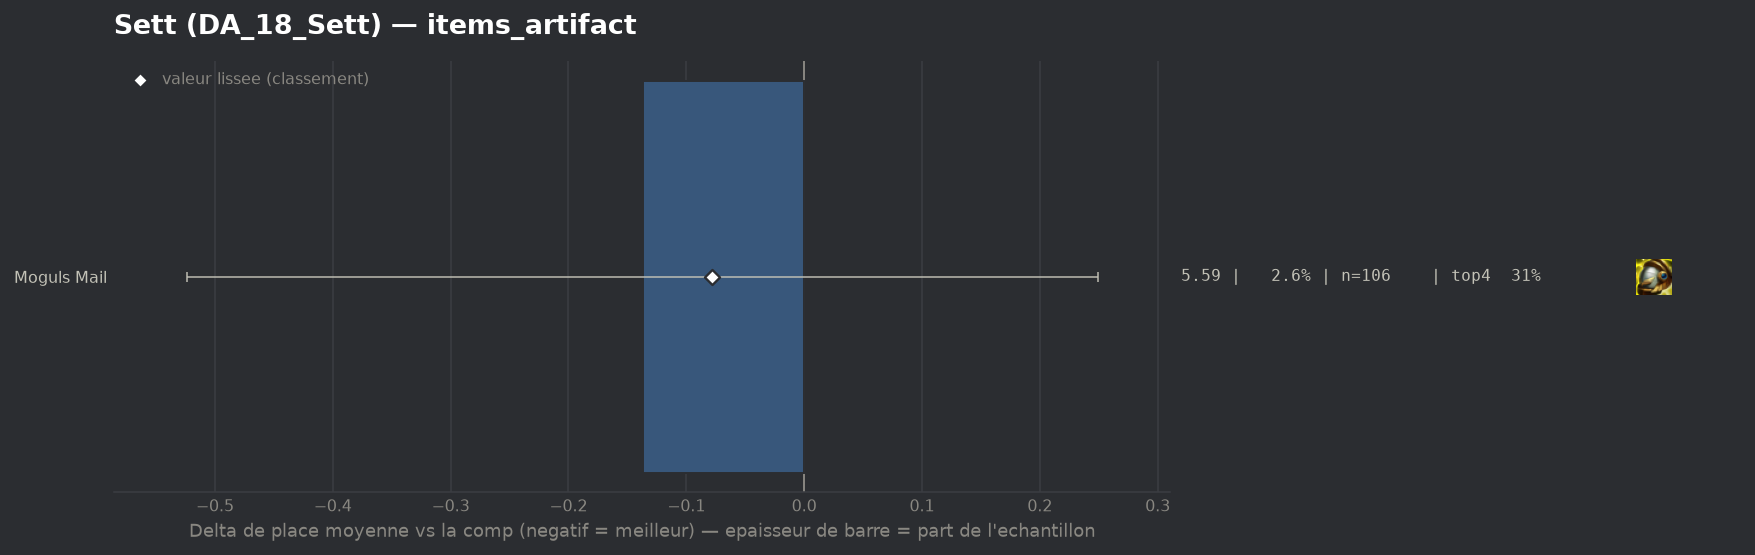 Sett (DA_18_Sett) — items_artifact
valeur lissee (classement)
Moguls Mail
5.59 | 2.6% | n=106 | top4 31%
−0.5 −0.4 −0.3 −0.2 −0.1 0.0 0.1 0.2 0.3
Delta de place moyenne vs la comp (negatif = meilleur) — epaisseur de barre = part de l'echantillon